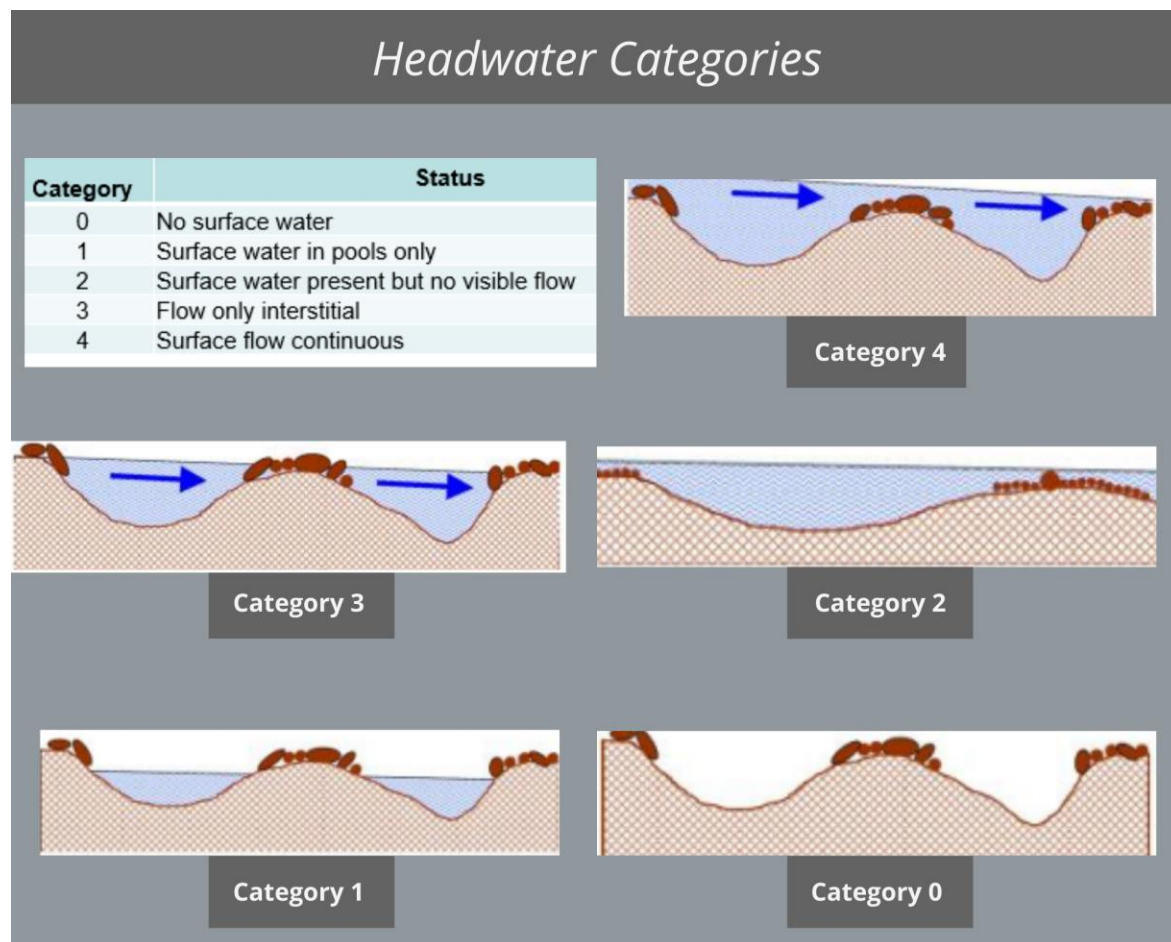 Headwater Categories
Category Status
0 No surface water
1 Surface water in pools only
2 Surface water present but no visible flow
3 Flow only interstitial
4 Surface flow continuous
Category 4
Category 3
Category 2
Category 1
Category 0